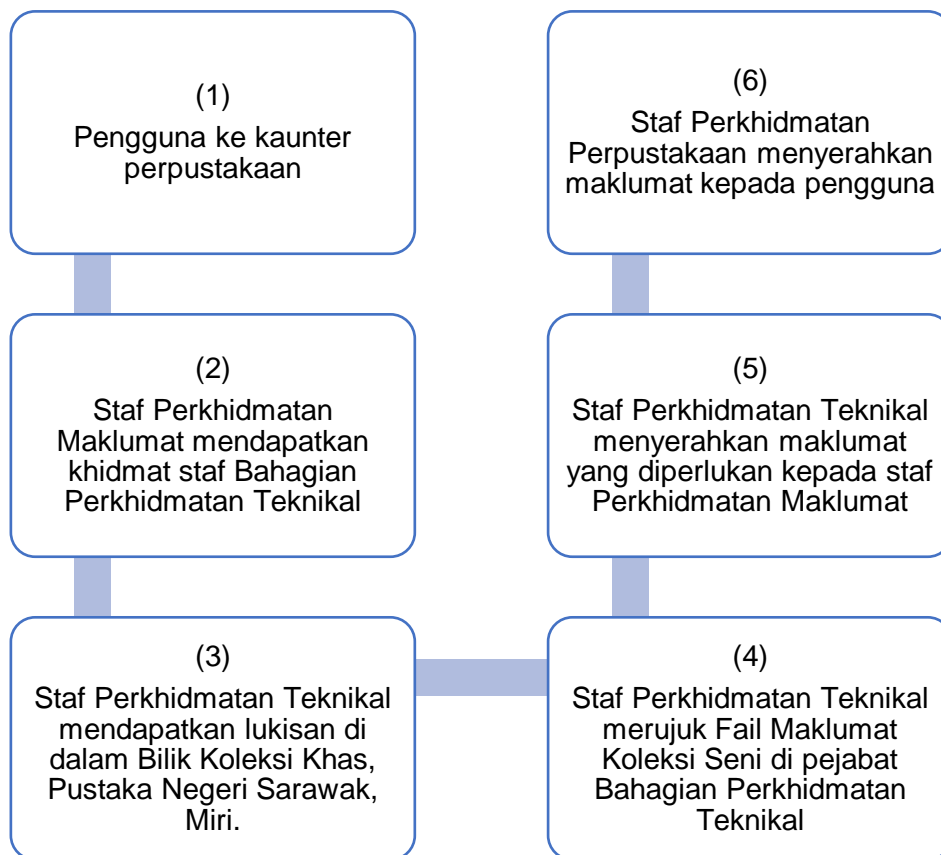 (1)
Pengguna ke kaunter
perpustakaan
(2)
Staf Perkhidmatan
Maklumat mendapatkan
khidmat staf Bahagian
Perkhidmatan Teknikal
(3)
Staf Perkhidmatan Teknikal
mendapatkan lukisan di
dalam Bilik Koleksi Khas,
Pustaka Negeri Sarawak,
Miri.
(4)
Staf Perkhidmatan Teknikal
merujuk Fail Maklumat
Koleksi Seni di pejabat
Bahagian Perkhidmatan
Teknikal
(5)
Staf Perkhidmatan Teknikal
menyerahkan maklumat
yang diperlukan kepada staf
Perkhidmatan Maklumat
(6)
Staf Perkhidmatan
Perpustakaan menyerahkan
maklumat kepada pengguna